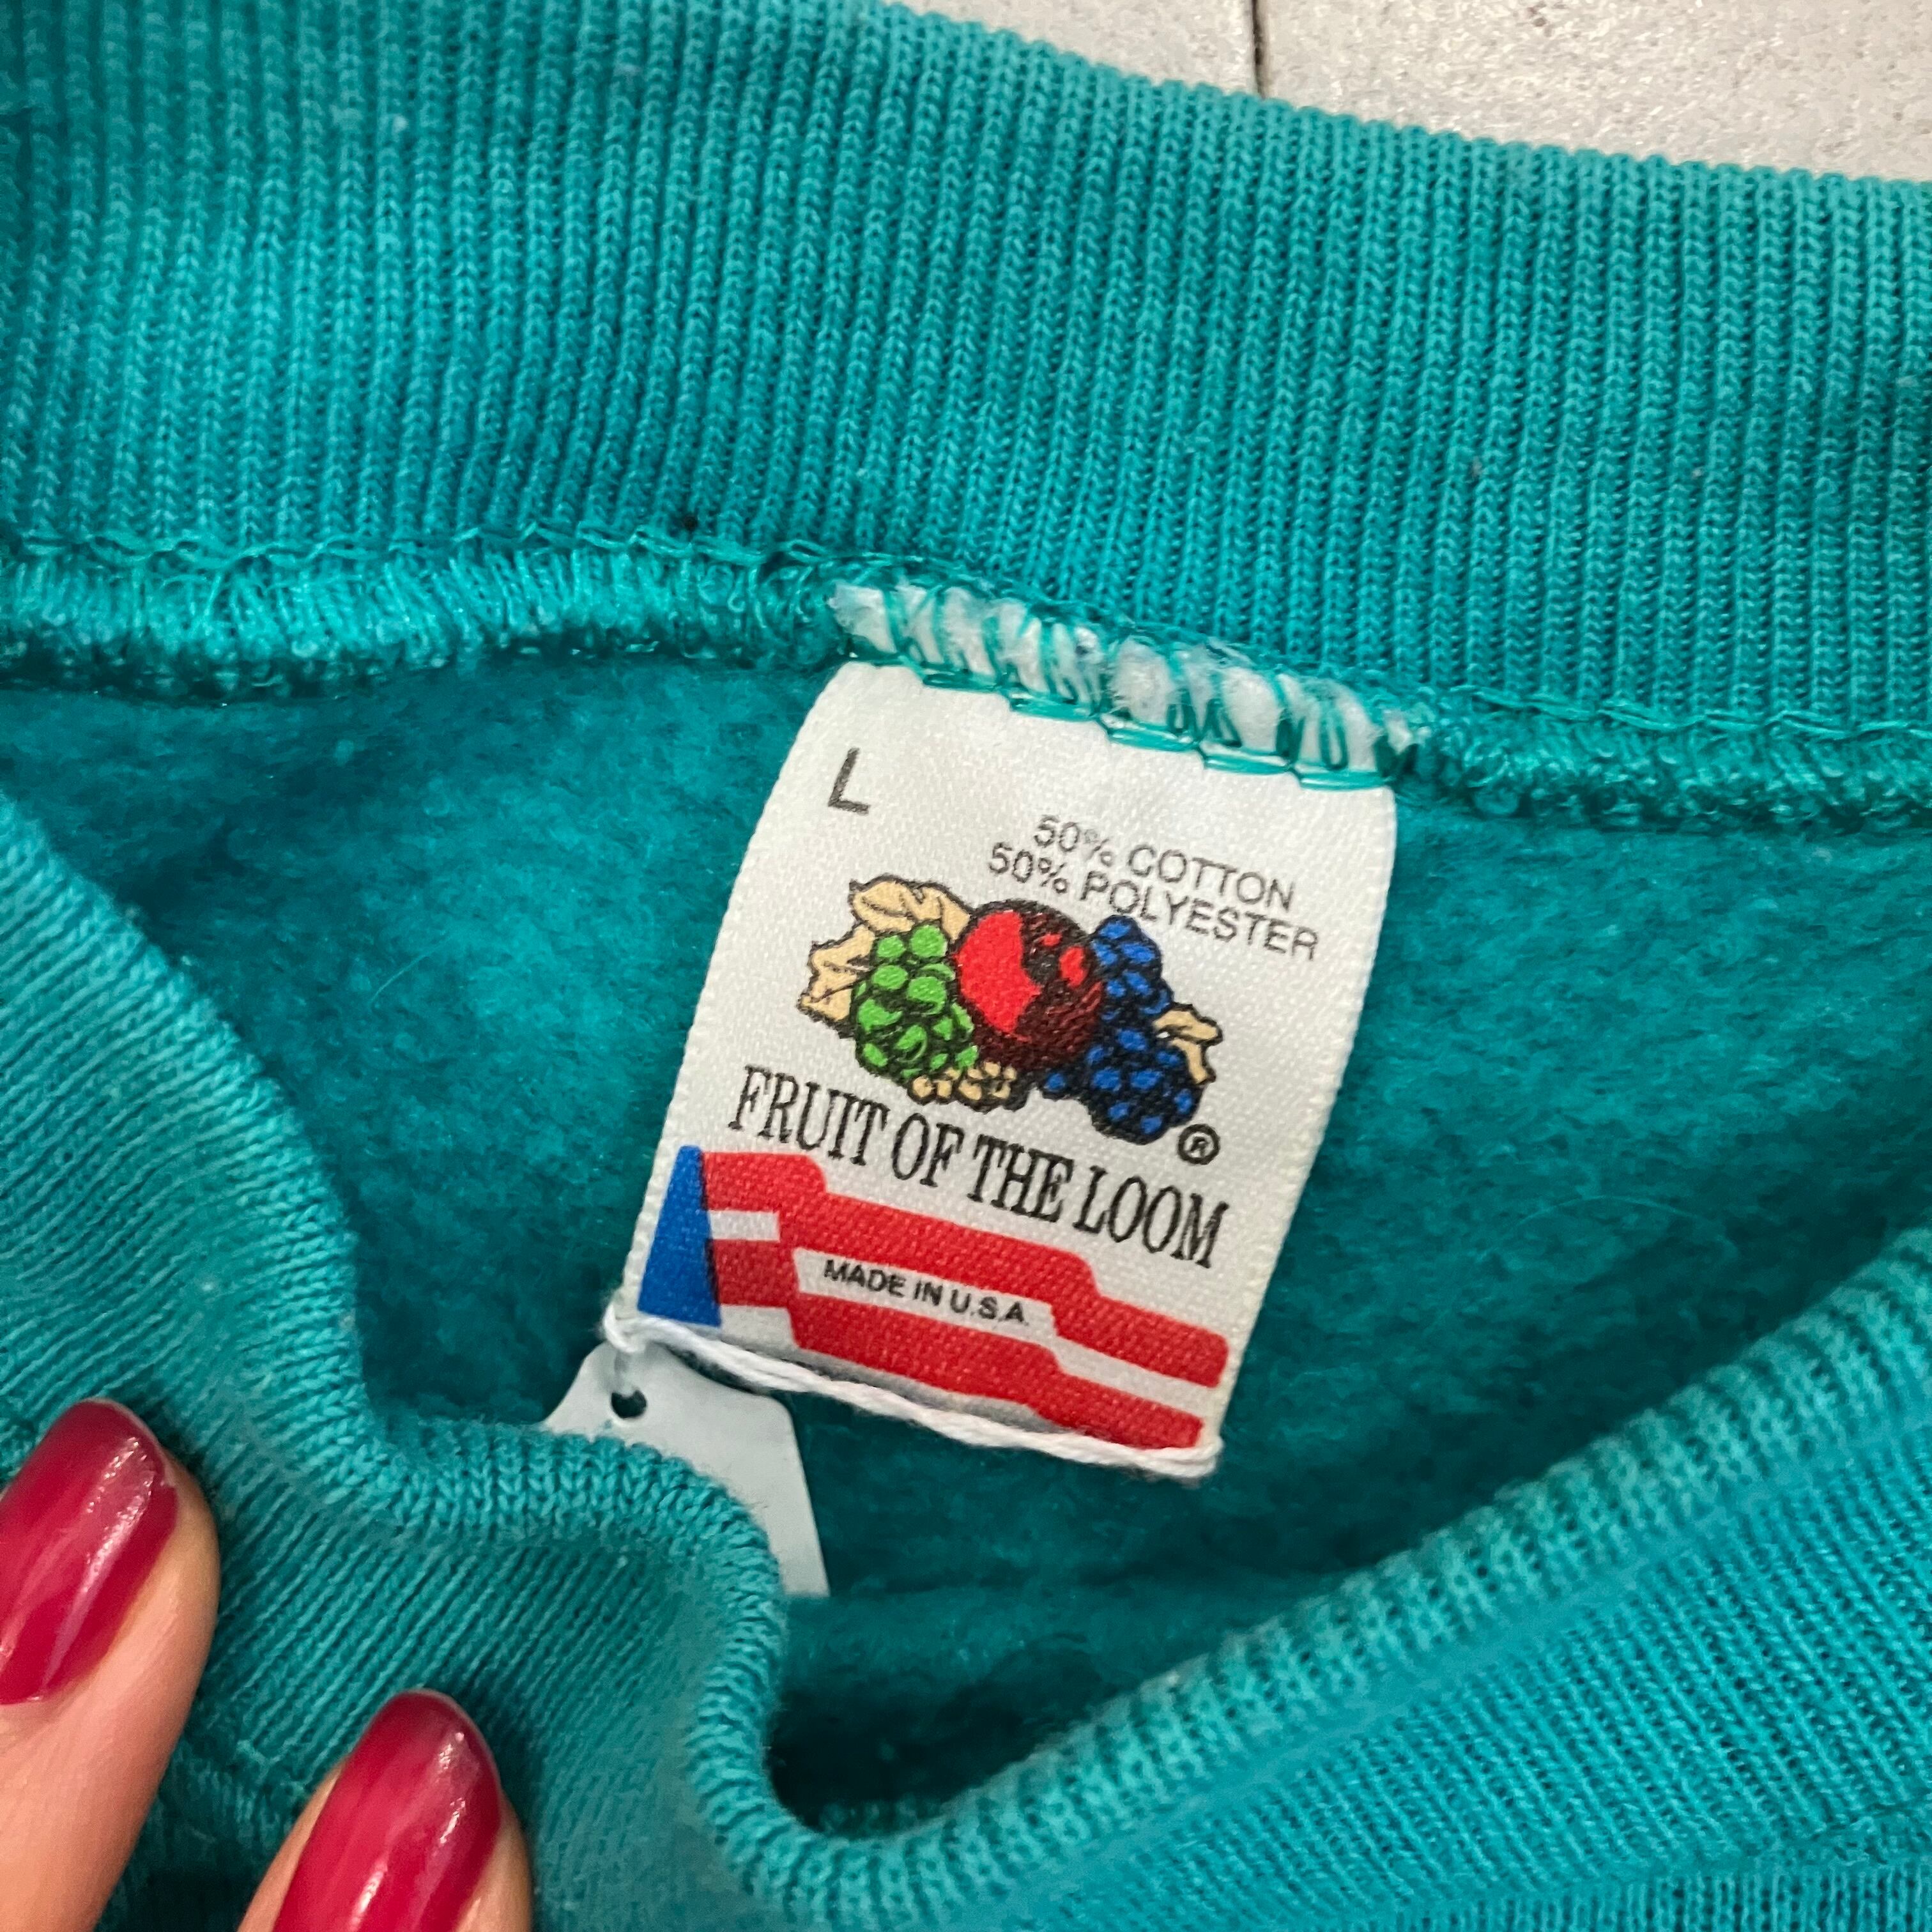 L
50% COTTON
50% POLYESTER
®
FRUIT OF THE LOOM
MADE IN U.S.A.